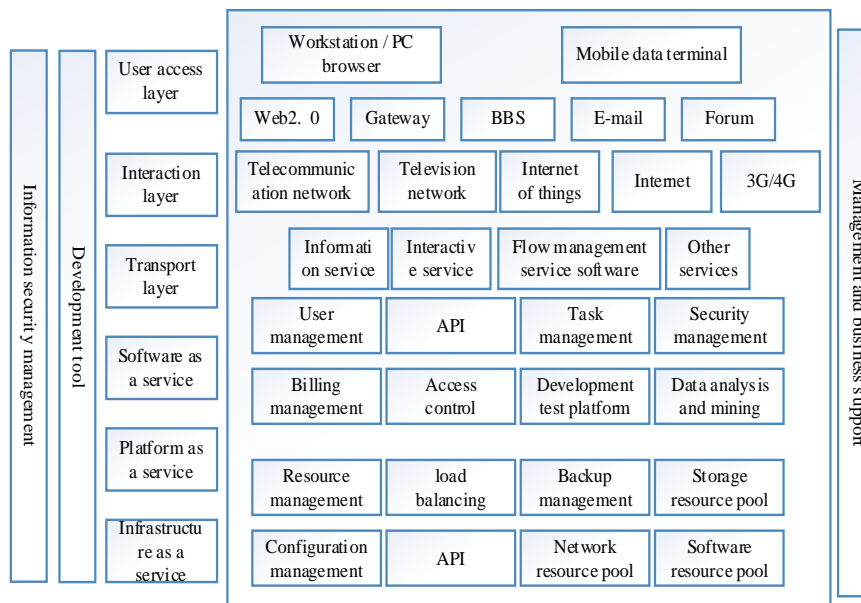 Information security management
Development tool
User access
layer
Interaction
layer
Transport
layer
Software as
a service
Platform as
a service
Infrastructu
re as a
service
Workstation / PC
browser
Mobile data terminal
Web2. 0
Gateway
BBS
E-mail
Forum
Telecommunic
ation network
Television
network
Internet
of things
Internet
3G/4G
Informati
on service
Interactiv
e service
Flow management
service software
Other
services
User
management
API
Task
management
Security
management
Billing
management
Access
control
Development
test platform
Data analysis
and mining
Resource
management
load
balancing
Backup
management
Storage
resource pool
Configuration
management
API
Network
resource pool
Software
resource pool
Management and business support